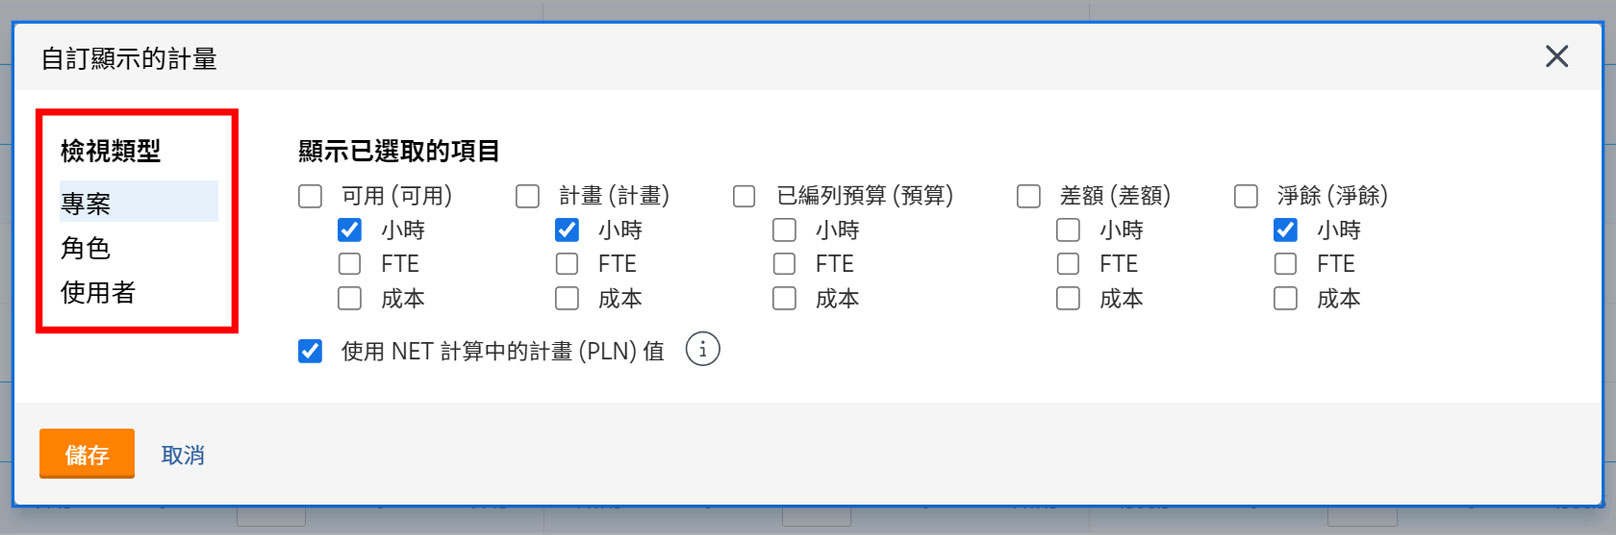 自訂顯示的計量
檢視類型
專案
角色
使用者
顯示已選取的項目
可用 (可用) 計畫 (計畫) 已編列預算 (預算) 差額 (差額) 淨餘 (淨餘)
小時 小時 小時 小時 小時
FTE FTE FTE FTE FTE
成本 成本 成本 成本 成本
使用 NET 計算中的計畫 (PLN) 值
儲存 取消